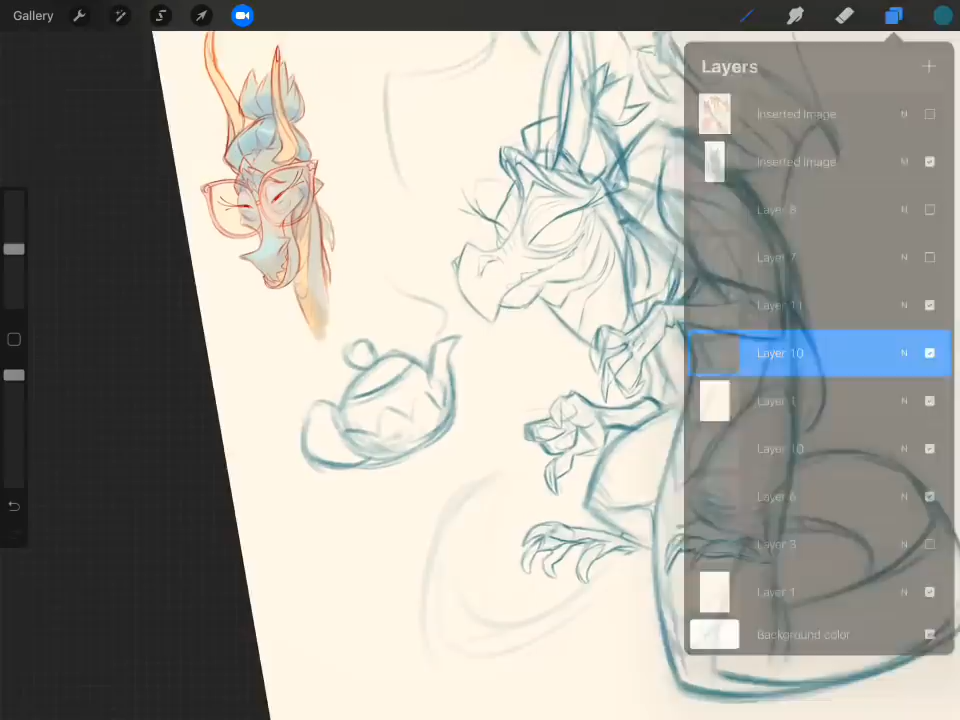 Gallery
Layers
Inserted Image N
Inserted Image M
Layer 8 N
Layer 7 N
Layer 11 N
Layer 10 N
Layer 1 N
Layer 10 N
Layer 6 N
Layer 3 N
Layer 1 N
Background color